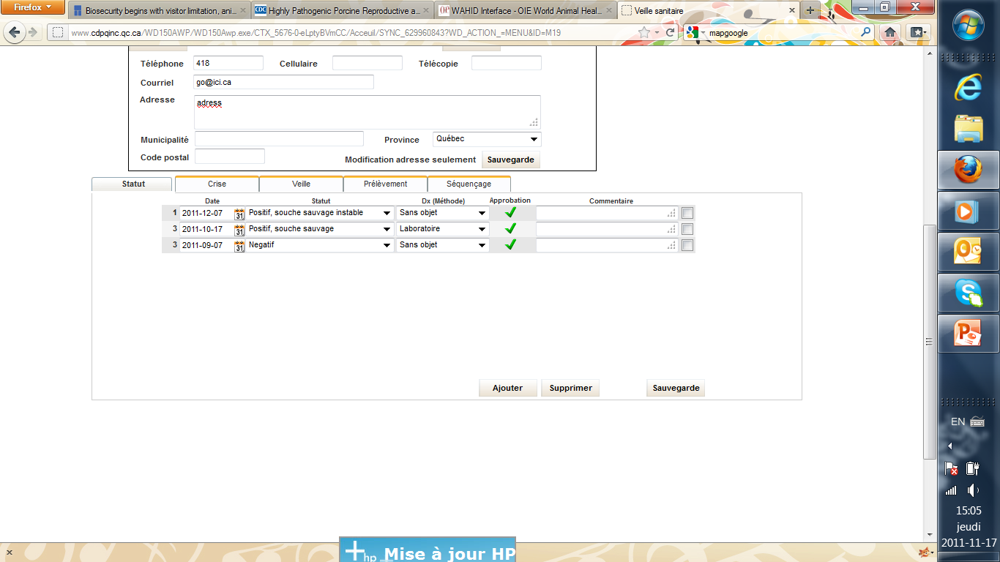 Firefox
Biosecurity begins with visitor limitation, ani...
CDC Highly Pathogenic Porcine Reproductive a...
WAHID Interface - OIE World Animal Heal...
Veille sanitaire
www.cdpqinc.qc.ca/WD150AWP/WD150Awp.exe/CTX_5676-0-eLptyBVmCC/Acceuil/SYNC_629960843?WD_ACTION_=MENU&ID=M19
mapgoogle
Téléphone 418 Cellulaire Télécopie
Courriel go@ici.ca
Adresse adress
Municipalité Province Québec
Code postal Modification adresse seulement Sauvegarde
Statut Crise Veille Prélèvement Séquençage
Date Statut Dx (Méthode) Approbation Commentaire
1 2011-12-07 31 Positif, souche sauvage instable Sans objet
3 2011-10-17 31 Positif, souche sauvage Laboratoire
3 2011-09-07 31 Negatif Sans objet
Ajouter Supprimer Sauvegarde
EN
15:05
jeudi
2011-11-17
hp Mise à jour HP